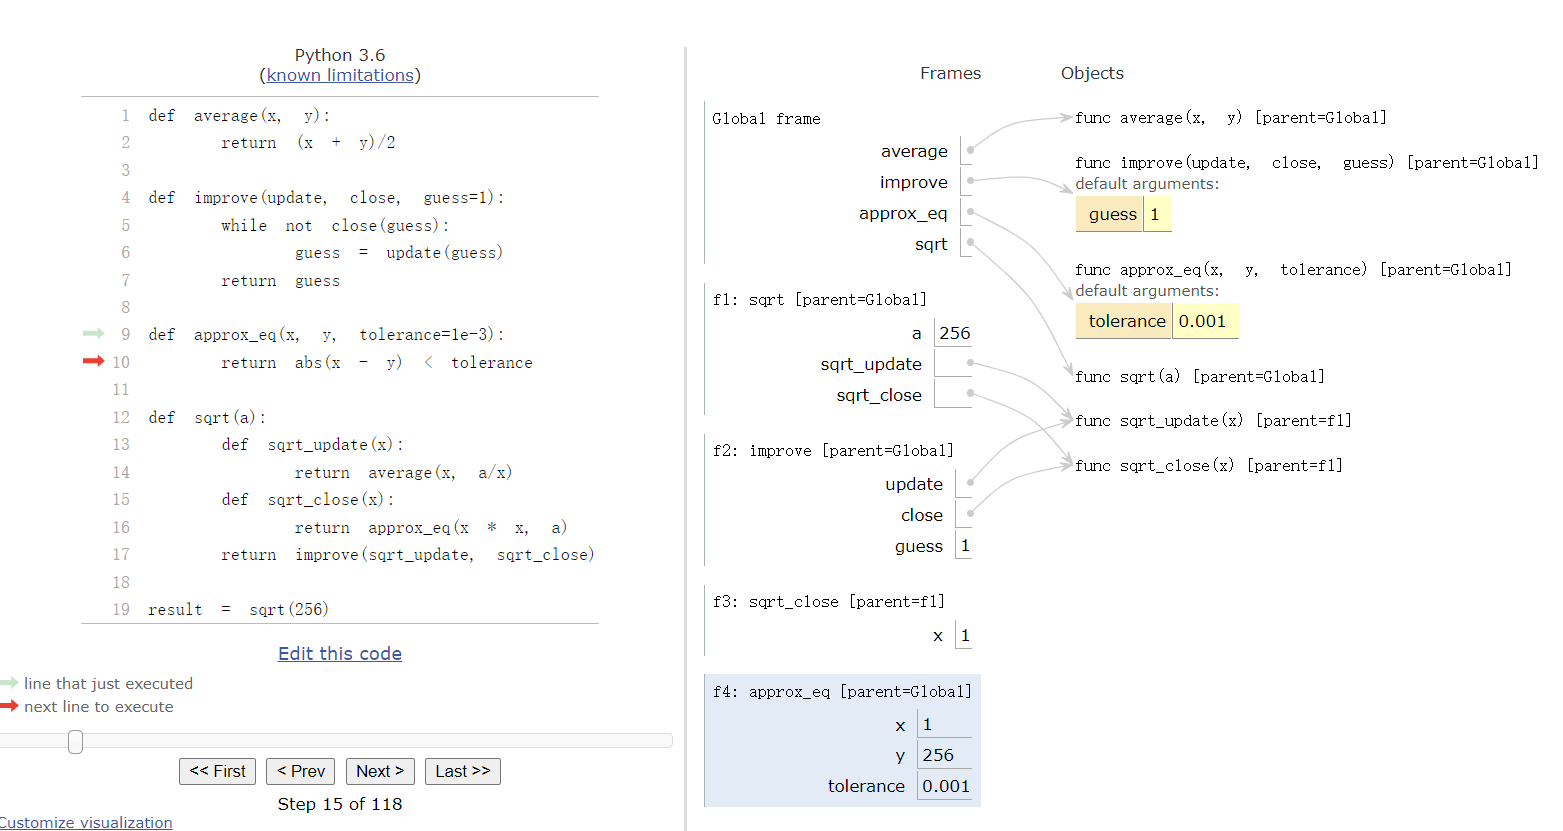 Python 3.6
(known limitations)
1 def average(x, y):
2 return (x + y)/2
3
4 def improve(update, close, guess=1):
5 while not close(guess):
6 guess = update(guess)
7 return guess
8
9 def approx_eq(x, y, tolerance=1e-3):
10 return abs(x - y) < tolerance
11
12 def sqrt(a):
13 def sqrt_update(x):
14 return average(x, a/x)
15 def sqrt_close(x):
16 return approx_eq(x * x, a)
17 return improve(sqrt_update, sqrt_close)
18
19 result = sqrt(256)
Edit this code
line that just executed
next line to execute
<< First < Prev Next > Last >>
Step 15 of 118
Customize visualization
Frames Objects
Global frame
average
improve
approx_eq
sqrt
f1: sqrt [parent=Global]
a 256
sqrt_update
sqrt_close
f2: improve [parent=Global]
update
close
guess 1
f3: sqrt_close [parent=f1]
x 1
f4: approx_eq [parent=Global]
x 1
y 256
tolerance 0.001
func average(x, y) [parent=Global]
func improve(update, close, guess) [parent=Global]
default arguments:
guess 1
func approx_eq(x, y, tolerance) [parent=Global]
default arguments:
tolerance 0.001
func sqrt(a) [parent=Global]
func sqrt_update(x) [parent=f1]
func sqrt_close(x) [parent=f1]